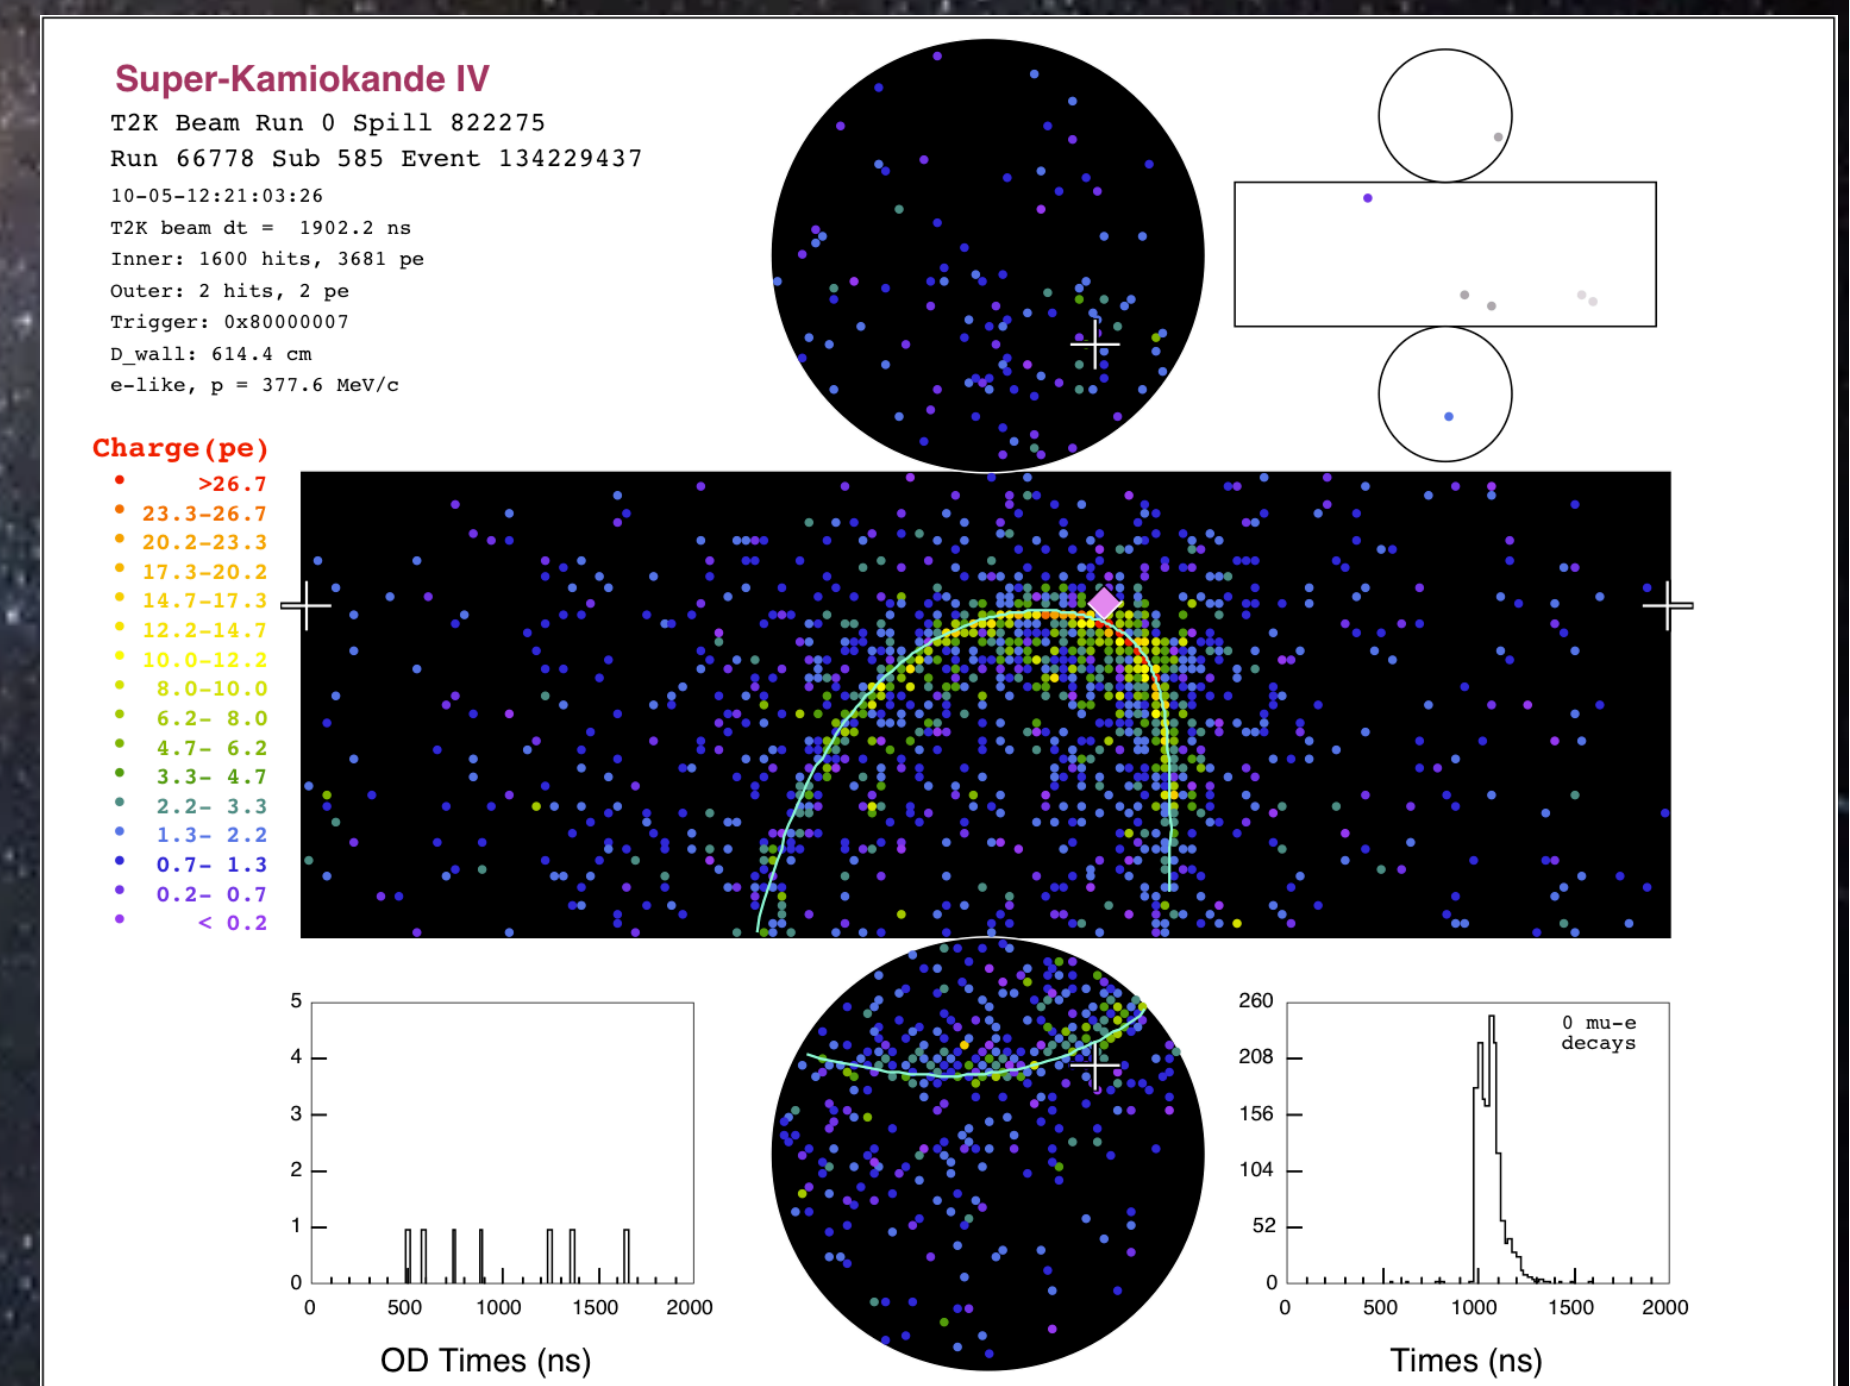 Super-Kamiokande IV
T2K Beam Run 0 Spill 822275
Run 66778 Sub 585 Event 134229437
10-05-12:21:03:26
T2K beam dt = 1902.2 ns
Inner: 1600 hits, 3681 pe
Outer: 2 hits, 2 pe
Trigger: 0x80000007
D_wall: 614.4 cm
e-like, p = 377.6 MeV/c
Charge(pe)
>26.7
23.3-26.7
20.2-23.3
17.3-20.2
14.7-17.3
12.2-14.7
10.0-12.2
8.0-10.0
6.2- 8.0
4.7- 6.2
3.3- 4.7
2.2- 3.3
1.3- 2.2
0.7- 1.3
0.2- 0.7
< 0.2
5
4
3
2
1
0
0 500 1000 1500 2000
OD Times (ns)
260
208
156
104
52
0
0 mu-e
decays
0 500 1000 1500 2000
Times (ns)